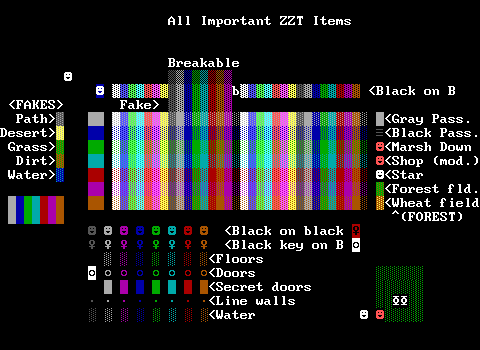 All Important ZZT Items
Breakable
b
<Black on B
<FAKES>
Fake>
Path>
<Gray Pass.
Desert>
<Black Pass.
Grass>
<Marsh Down
Dirt>
<Shop (mod.)
Water>
<Star
<Forest fld.
<Wheat field
^(FOREST)
<Black on black
<Black key on B
<Floors
<Doors
<Secret doors
<Line walls
<Water